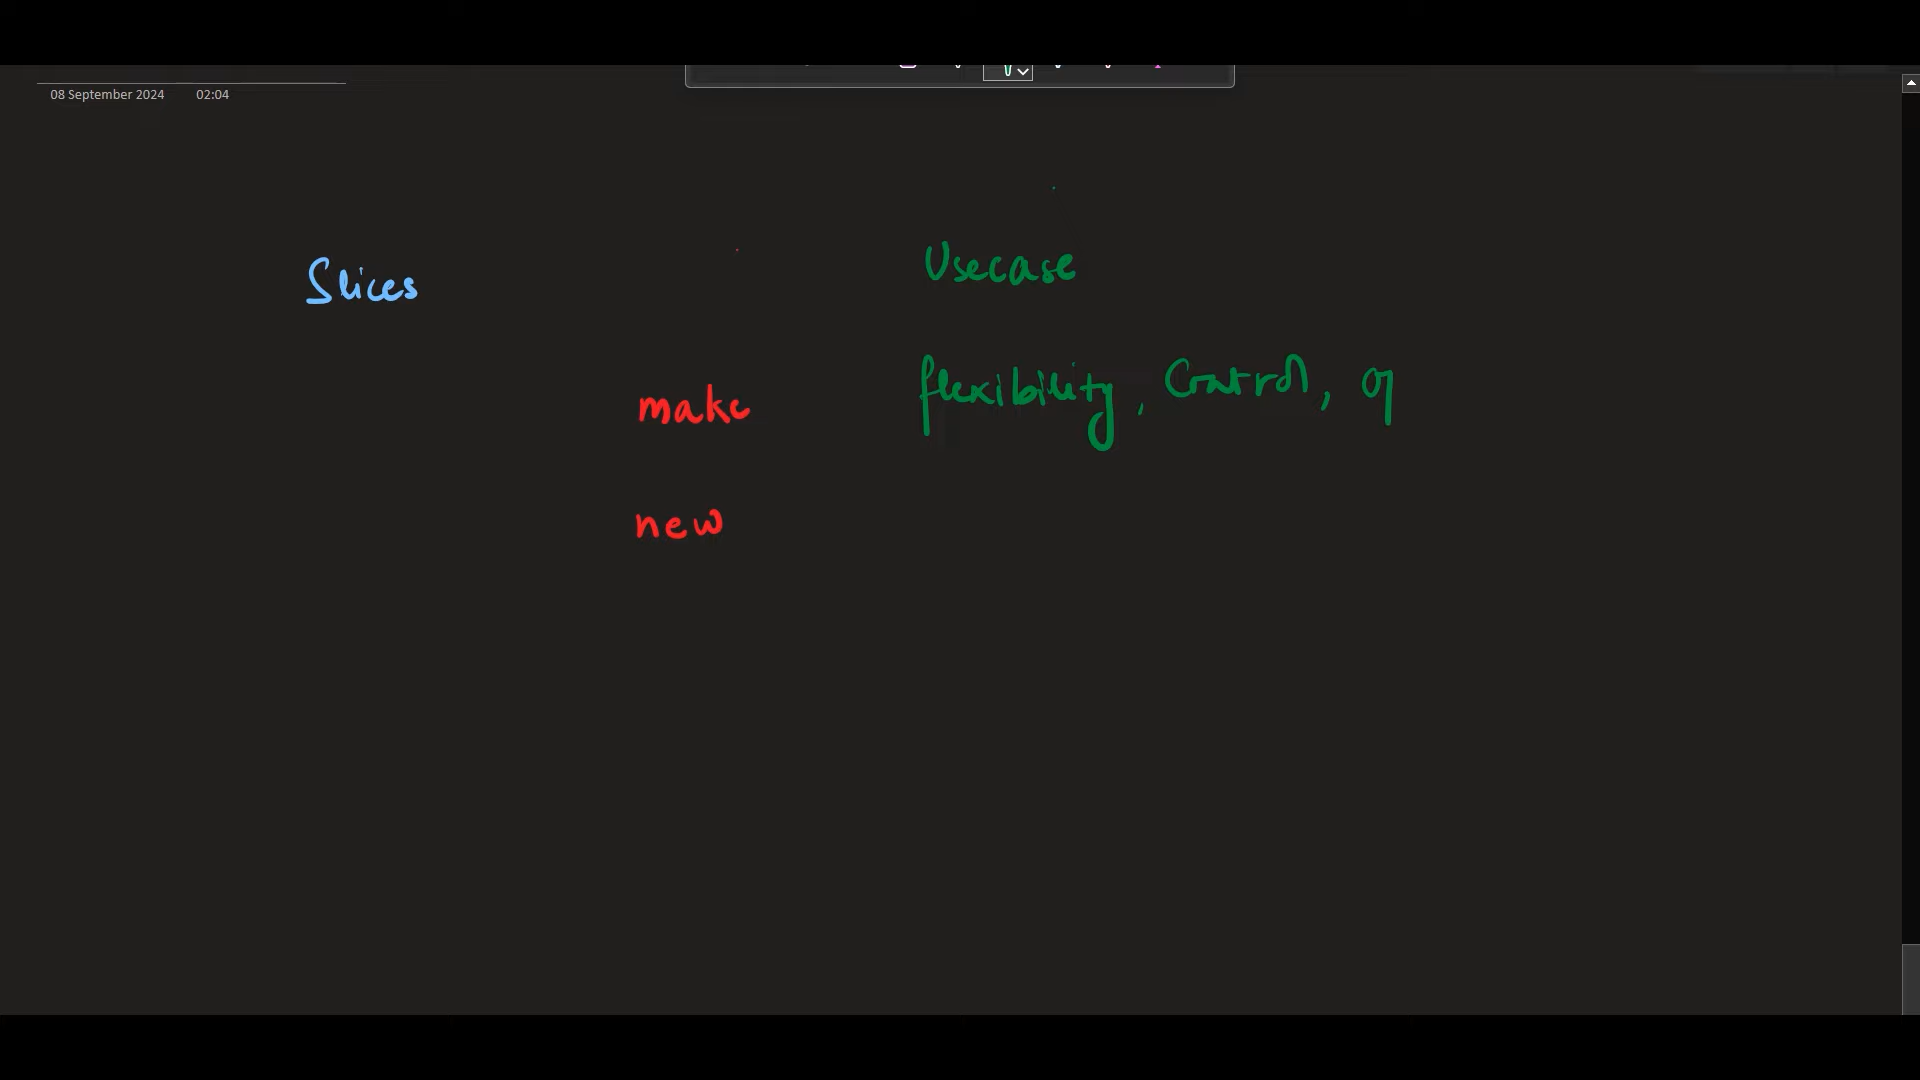 08 September 2024 02:04
Slices
Usecase
make
flexibility, Control, op
new